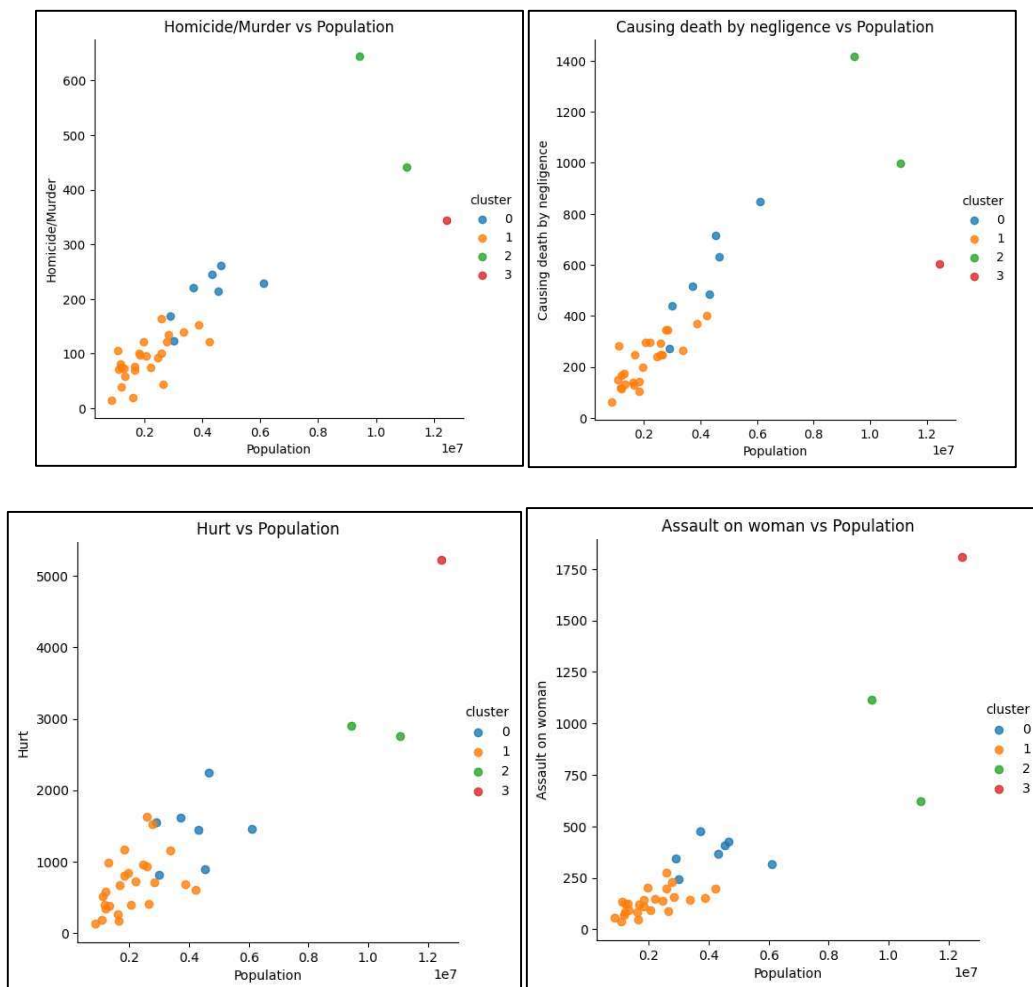 Homicide/Murder vs Population
600
500
400
300
200
100
0
Homicide/Murder
0.2 0.4 0.6 0.8 1.0 1.2
1e7
Population
cluster
0
1
2
3
Causing death by negligence vs Population
1400
1200
1000
800
600
400
200
0
Causing death by negligence
0.2 0.4 0.6 0.8 1.0 1.2
1e7
Population
cluster
0
1
2
3
Hurt vs Population
5000
4000
3000
2000
1000
0
Hurt
0.2 0.4 0.6 0.8 1.0 1.2
1e7
Population
cluster
0
1
2
3
Assault on woman vs Population
1750
1500
1250
1000
750
500
250
0
Assault on woman
0.2 0.4 0.6 0.8 1.0 1.2
1e7
Population
cluster
0
1
2
3